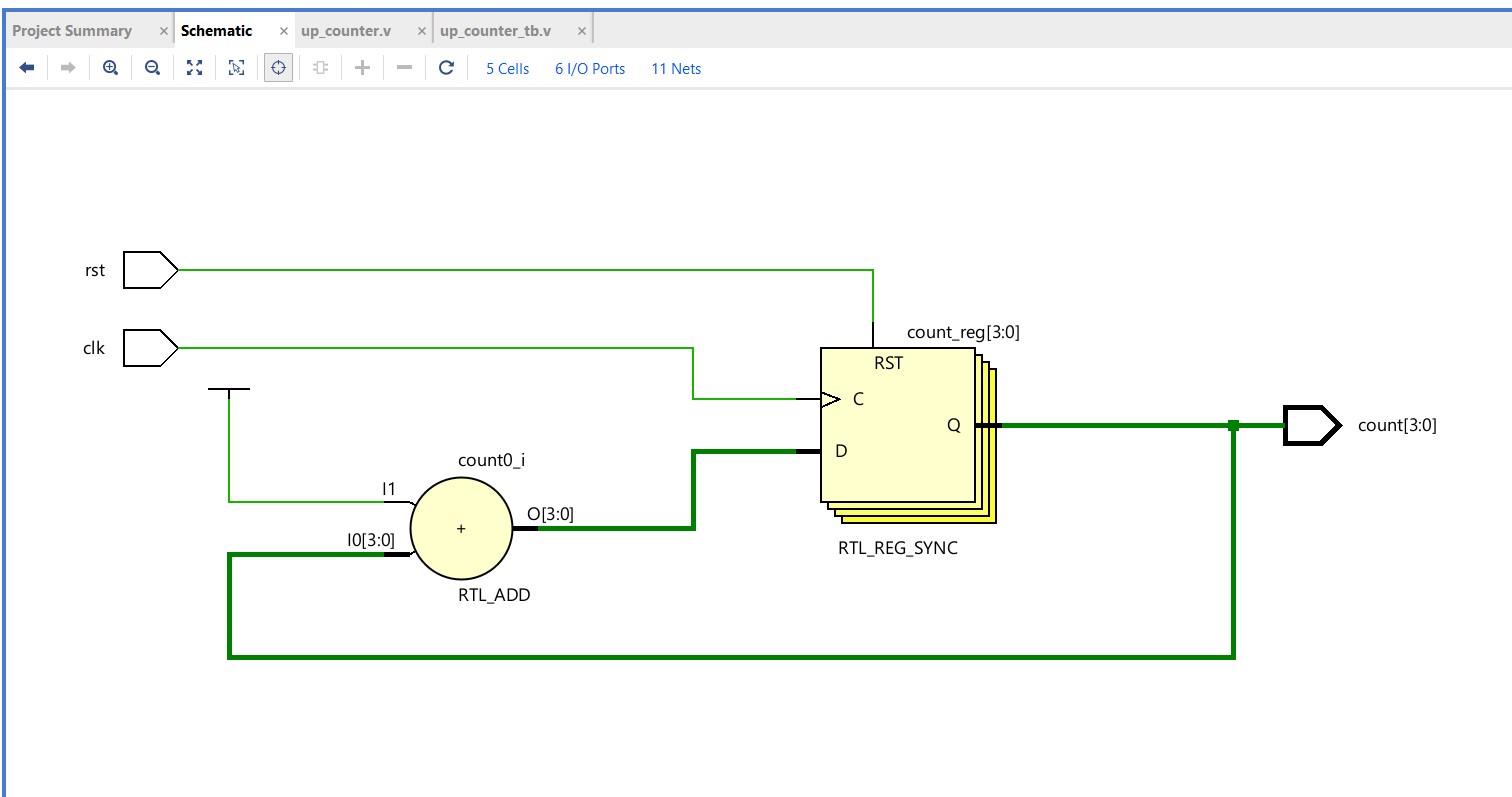 Project Summary × Schematic × up_counter.v × up_counter_tb.v ×
5 Cells 6 I/O Ports 11 Nets
rst
count_reg[3:0]
clk
RST
C
Q
count[3:0]
D
count0_i
I1
+
O[3:0]
I0[3:0]
RTL_REG_SYNC
RTL_ADD